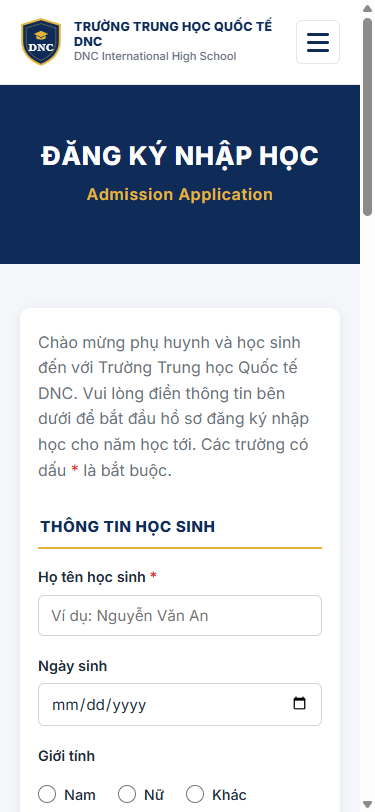 DNC
TRƯỜNG TRUNG HỌC QUỐC TẾ
DNC
DNC International High School
ĐĂNG KÝ NHẬP HỌC
Admission Application
Chào mừng phụ huynh và học sinh
đến với Trường Trung học Quốc tế
DNC. Vui lòng điền thông tin bên
dưới để bắt đầu hồ sơ đăng ký nhập
học cho năm học tới. Các trường có
dấu * là bắt buộc.
THÔNG TIN HỌC SINH
Họ tên học sinh *
Ví dụ: Nguyễn Văn An
Ngày sinh
mm/dd/yyyy
Giới tính
Nam Nữ Khác